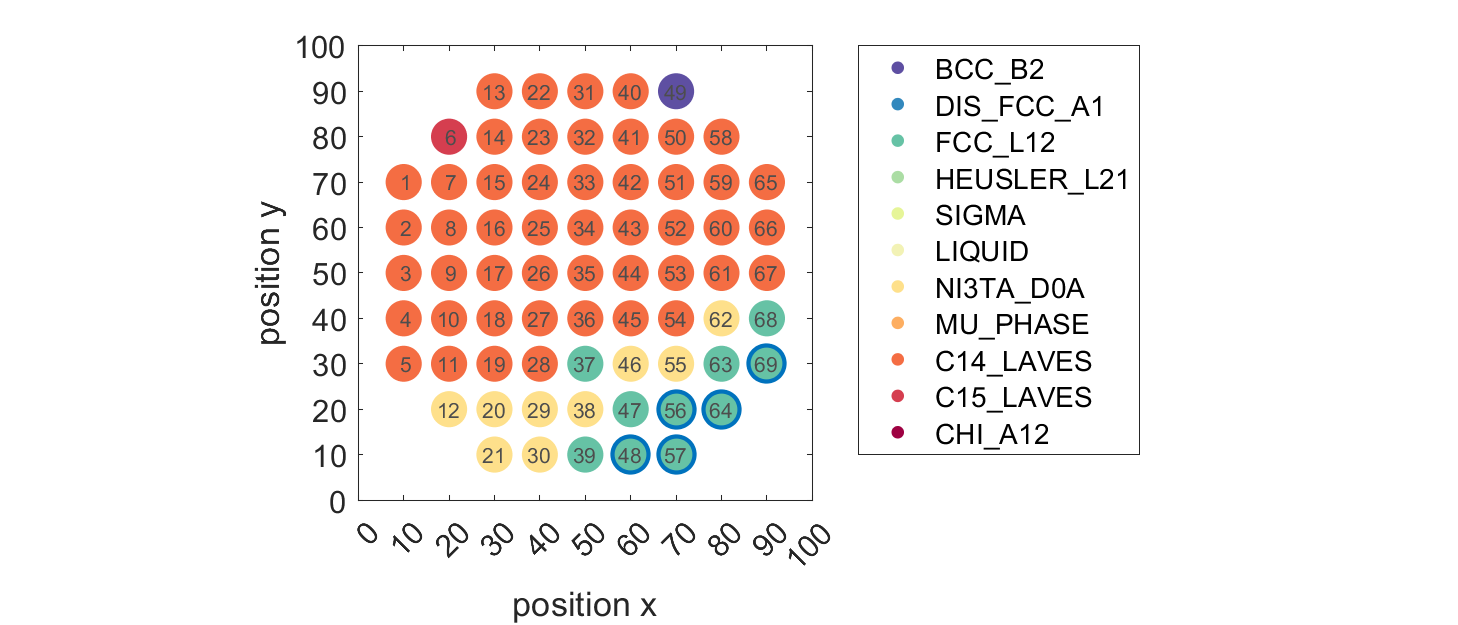 100
90 13 22 31 40 49
80 6 14 23 32 41 50 58
70 1 7 15 24 33 42 51 59 65
60 2 8 16 25 34 43 52 60 66
50 3 9 17 26 35 44 53 61 67
40 4 10 18 27 36 45 54 62 68
30 5 11 19 28 37 46 55 63 69
20 12 20 29 38 47 56 64
10 21 30 39 48 57
0
0 10 20 30 40 50 60 70 80 90 100
position x
position y
BCC_B2
DIS_FCC_A1
FCC_L12
HEUSLER_L21
SIGMA
LIQUID
NI3TA_D0A
MU_PHASE
C14_LAVES
C15_LAVES
CHI_A12